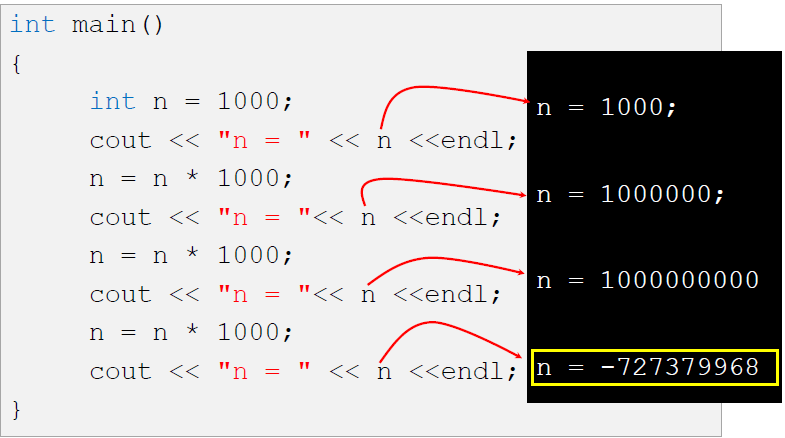 int main()
{
int n = 1000;
cout << "n = " << n <<endl;
n = n * 1000;
cout << "n = "<< n <<endl;
n = n * 1000;
cout << "n = "<< n <<endl;
n = n * 1000;
cout << "n = " << n <<endl;
}
n = 1000;
n = 1000000;
n = 1000000000
n = -727379968